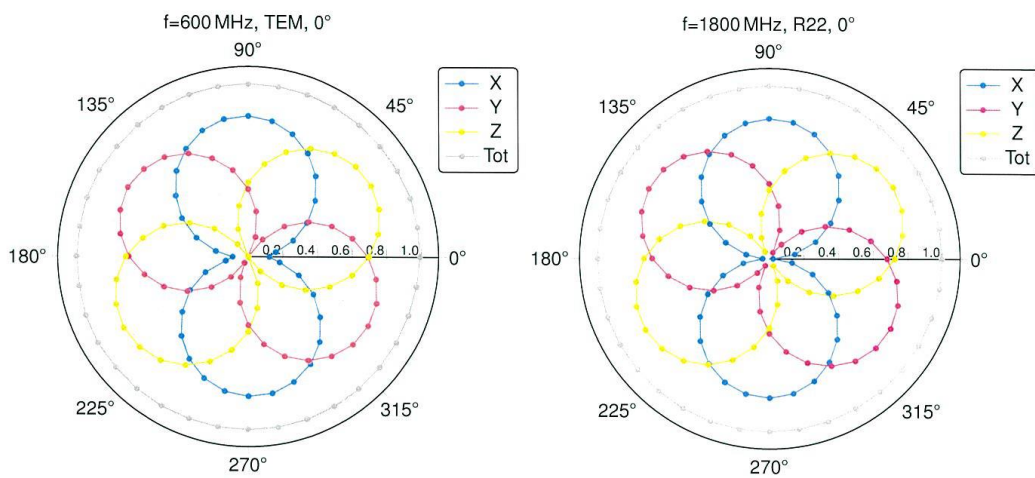 f=600 MHz, TEM, 0°
90°
135°
45°
180°
0.2 0.4 0.6 0.8 1.0
0°
225°
315°
270°
X
Y
Z
Tot
f=1800 MHz, R22, 0°
90°
135°
45°
180°
0.2 0.4 0.6 0.8 1.0
0°
225°
315°
270°
X
Y
Z
Tot